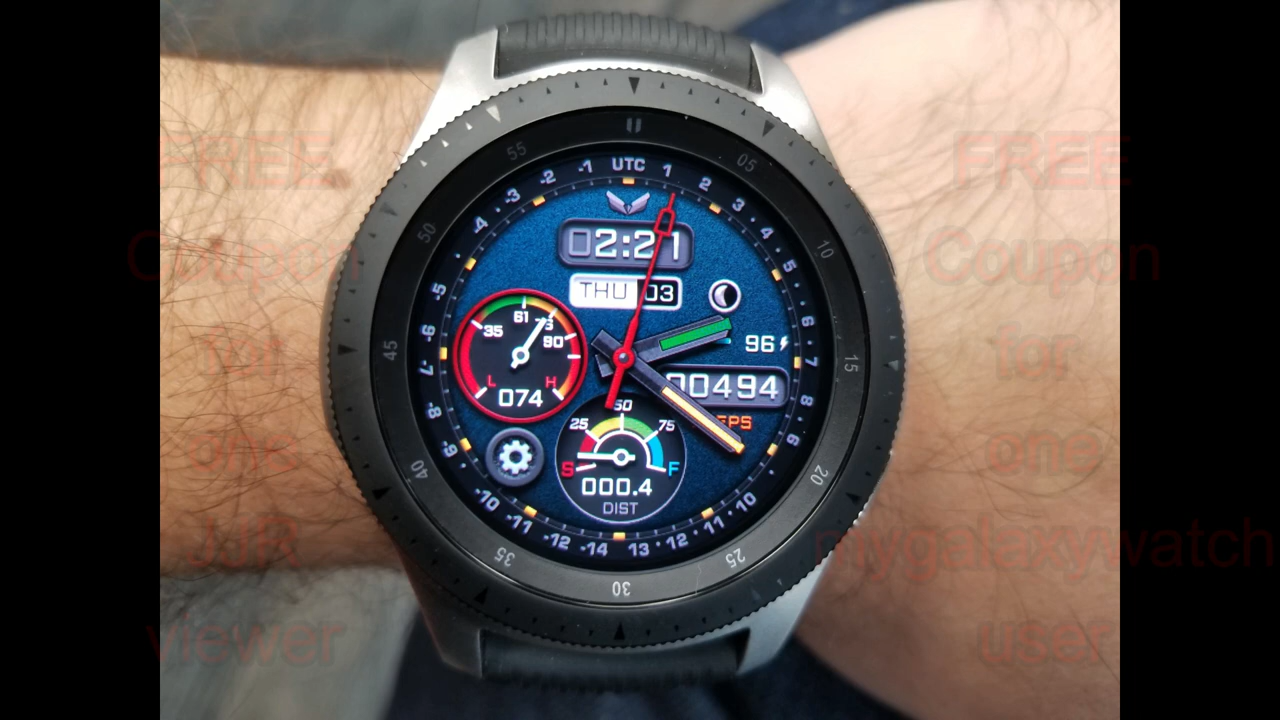 FREE
Coupon
for
one
JJR
viewer
FREE
Coupon
for
one
mygalaxywatch
user
55
05
50
10
45
15
40
20
35
25
30
UTC 1 2 3 4 5 6 7 8 9 10 11 12 13 -14 -12 -11 -10 -9 -8 -7 -6 -5 -4 -3 -2 -1
02:21
THU 03
35 61 90
L H
074
96
00494
25 50 75
S F
000.4
DIST